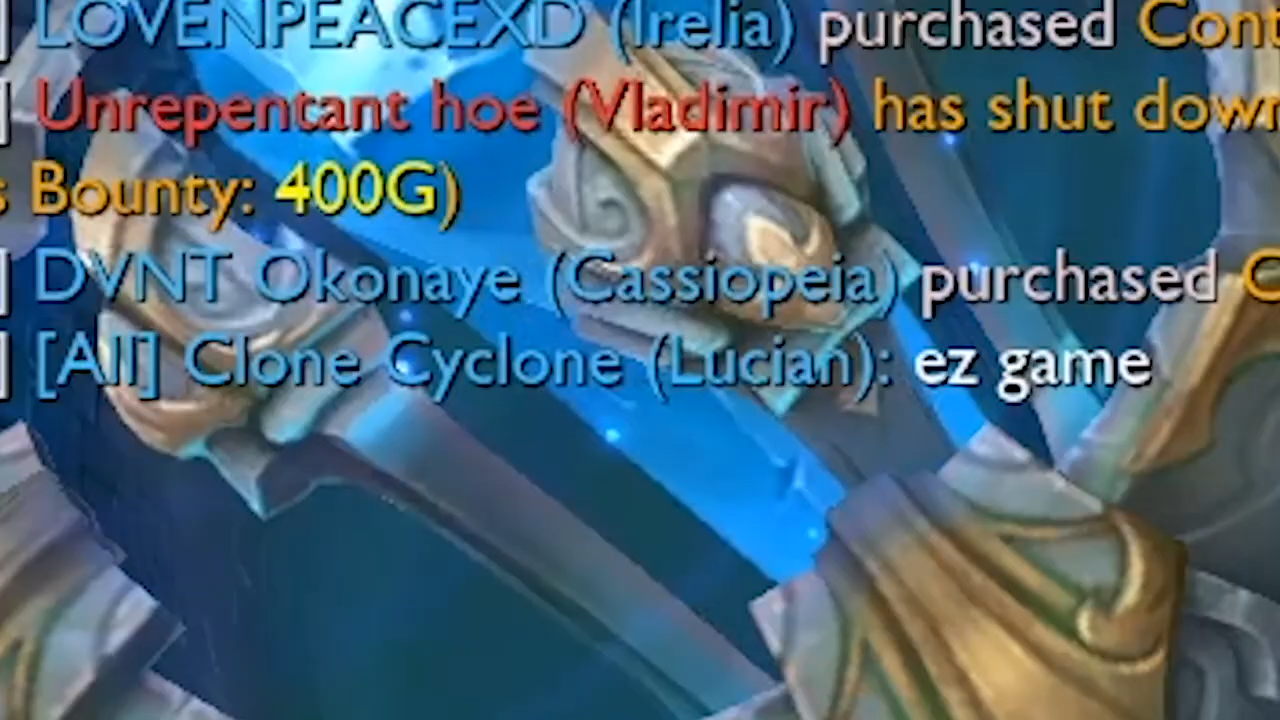 ] LOVENPEACEXD (Irelia) purchased Cont
] Unrepentant hoe (Vladimir) has shut down
s Bounty: 400G)
] DVNT Okonaye (Cassiopeia) purchased C
] [All] Clone Cyclone (Lucian): ez game